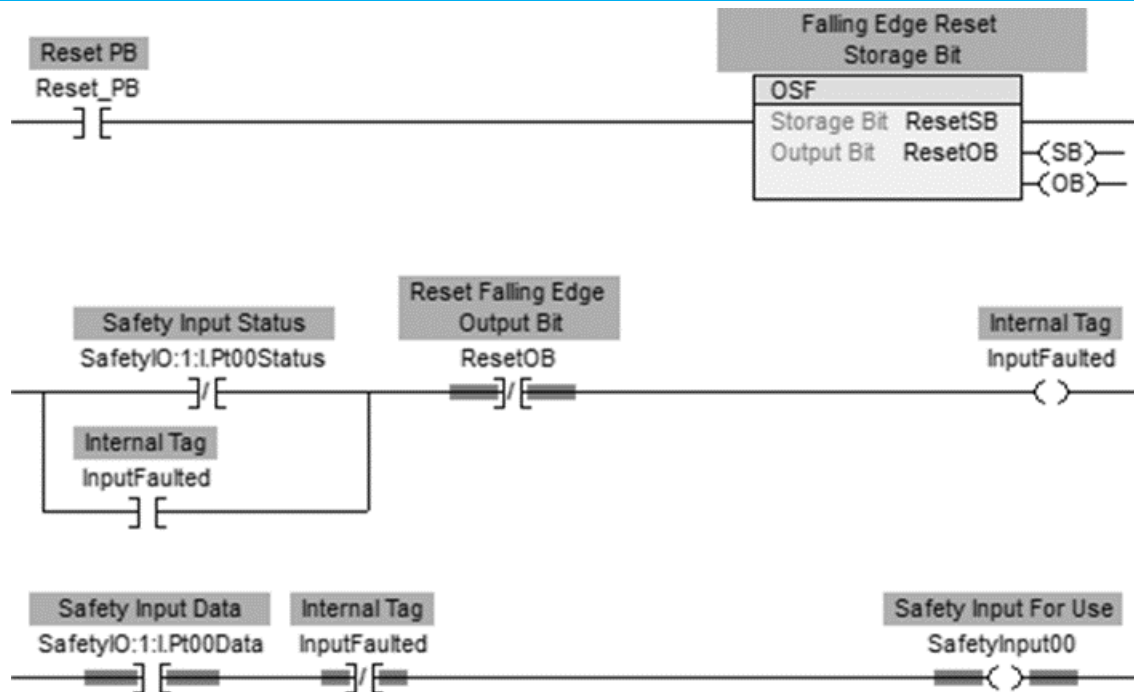 Reset PB
Reset_PB
Falling Edge Reset
Storage Bit
OSF
Storage Bit ResetSB
Output Bit ResetOB
(SB)
(OB)
Safety Input Status
SafetyIO:1:I.Pt00Status
Reset Falling Edge
Output Bit
ResetOB
Internal Tag
InputFaulted
Internal Tag
InputFaulted
Safety Input Data
SafetyIO:1:I.Pt00Data
Internal Tag
InputFaulted
Safety Input For Use
SafetyInput00